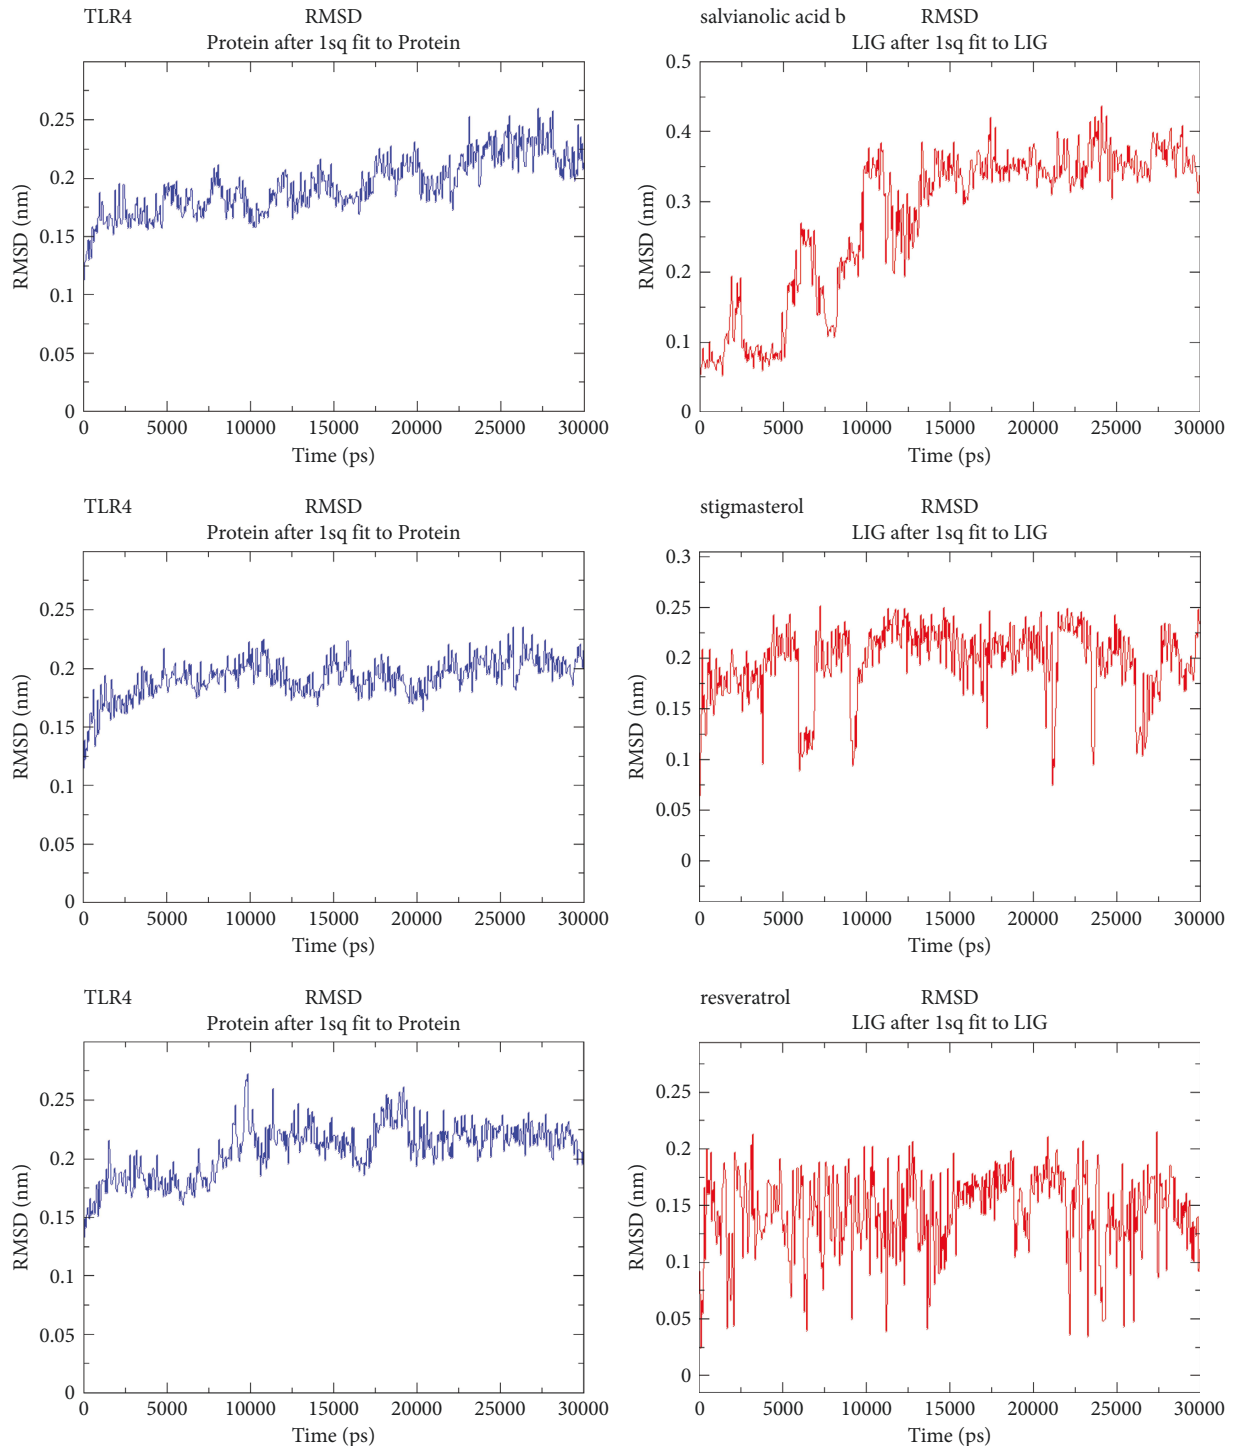 TLR4 RMSD
Protein after 1sq fit to Protein
0.25
0.2
0.15
0.1
0.05
0
RMSD (nm)
0 5000 10000 15000 20000 25000 30000
Time (ps)
salvianolic acid b RMSD
LIG after 1sq fit to LIG
0.5
0.4
0.3
0.2
0.1
0
RMSD (nm)
0 5000 10000 15000 20000 25000 30000
Time (ps)
TLR4 RMSD
Protein after 1sq fit to Protein
0.25
0.2
0.15
0.1
0.05
0
RMSD (nm)
0 5000 10000 15000 20000 25000 30000
Time (ps)
stigmasterol RMSD
LIG after 1sq fit to LIG
0.3
0.25
0.2
0.15
0.1
0.05
0
RMSD (nm)
0 5000 10000 15000 20000 25000 30000
Time (ps)
TLR4 RMSD
Protein after 1sq fit to Protein
0.25
0.2
0.15
0.1
0.05
0
RMSD (nm)
0 5000 10000 15000 20000 25000 30000
Time (ps)
resveratrol RMSD
LIG after 1sq fit to LIG
0.25
0.2
0.15
0.1
0.05
0
RMSD (nm)
0 5000 10000 15000 20000 25000 30000
Time (ps)